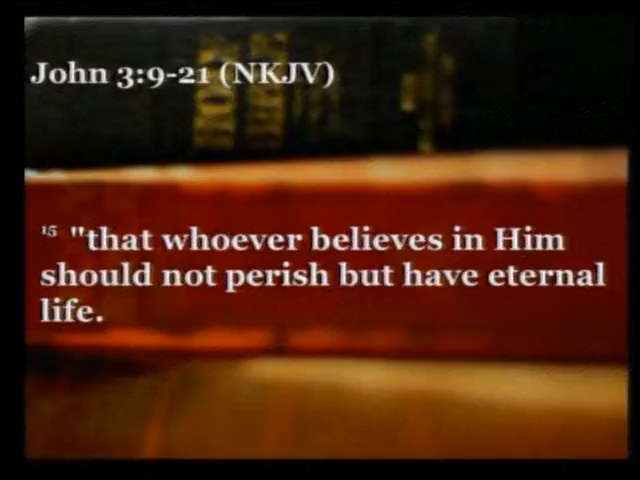 John 3:9-21 (NKJV)
15 "that whoever believes in Him
should not perish but have eternal
life.